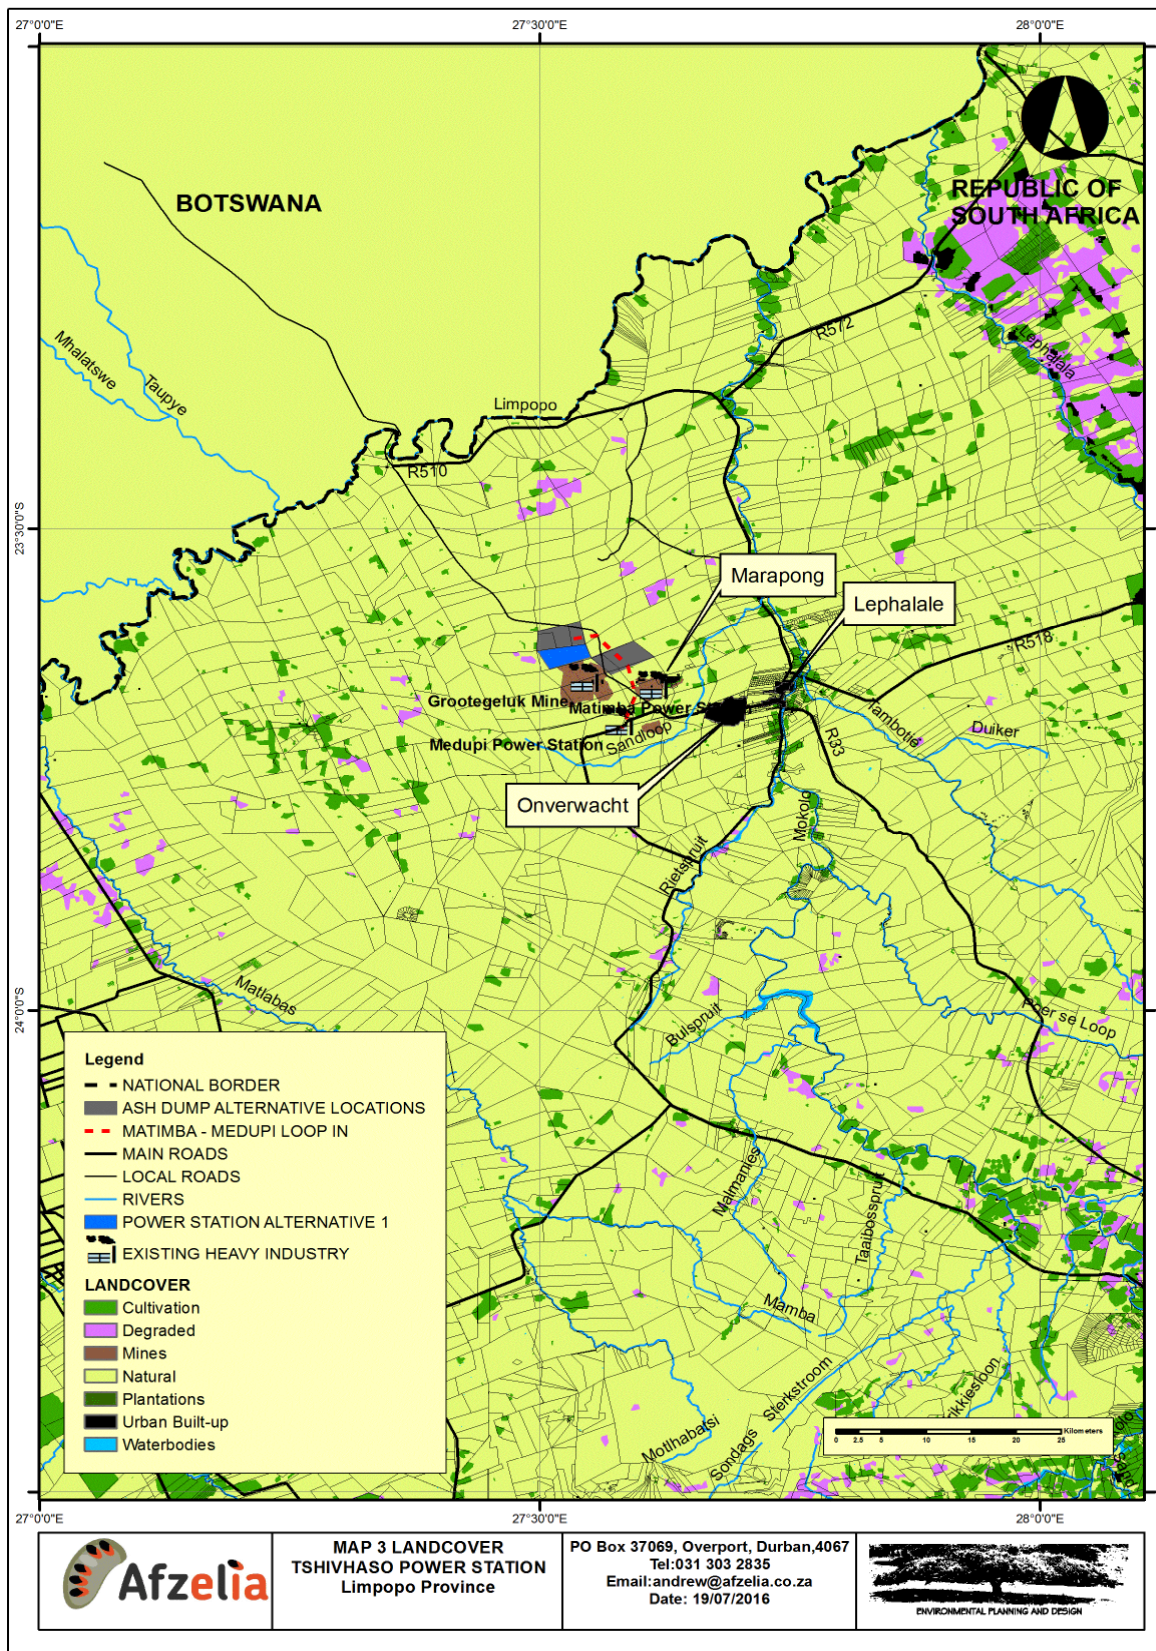 27°0'0"E
27°30'0"E
28°0'0"E
BOTSWANA
REPUBLIC OF
SOUTH AFRICA
R572
Lephalala
Mhalatswe
Taupye
Limpopo
R510
23°30'0"S
Marapong
Lephalale
R518
Grootegeluk Mine
Matimba Power S
Tambotie
Duiker
R33
Sandloop
Medupi Power Station
Onverwacht
Mokolo
Rietspruit
Matlabas
24°0'0"S
Bulspruit
Poer se Loop
Legend
NATIONAL BORDER
ASH DUMP ALTERNATIVE LOCATIONS
MATIMBA - MEDUPI LOOP IN
MAIN ROADS
LOCAL ROADS
RIVERS
POWER STATION ALTERNATIVE 1
EXISTING HEAVY INDUSTRY
LANDCOVER
Cultivation
Degraded
Mines
Natural
Plantations
Urban Built-up
Waterbodies
Malmanies
Taaibosspruit
Mamba
Sterkstroom
rikkiesloon
Motlhabatsi
Sondags
Sand
Kilometers
0 2.5 5 10 15 20 25
27°0'0"E
27°30'0"E
28°0'0"E
Afzelia
MAP 3 LANDCOVER
TSHIVHASO POWER STATION
Limpopo Province
PO Box 37069, Overport, Durban,4067
Tel:031 303 2835
Email:andrew@afzelia.co.za
Date: 19/07/2016
ENVIRONMENTAL PLANNING AND DESIGN